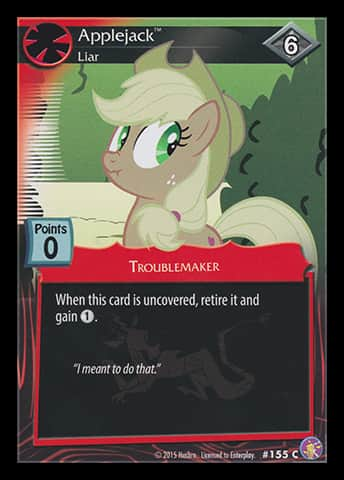 Applejack™
Liar
6
Points
0
TROUBLEMAKER
When this card is uncovered, retire it and
gain 1.
"I meant to do that."
© 2015 Hasbro. Licensed to Enterplay. #155 C